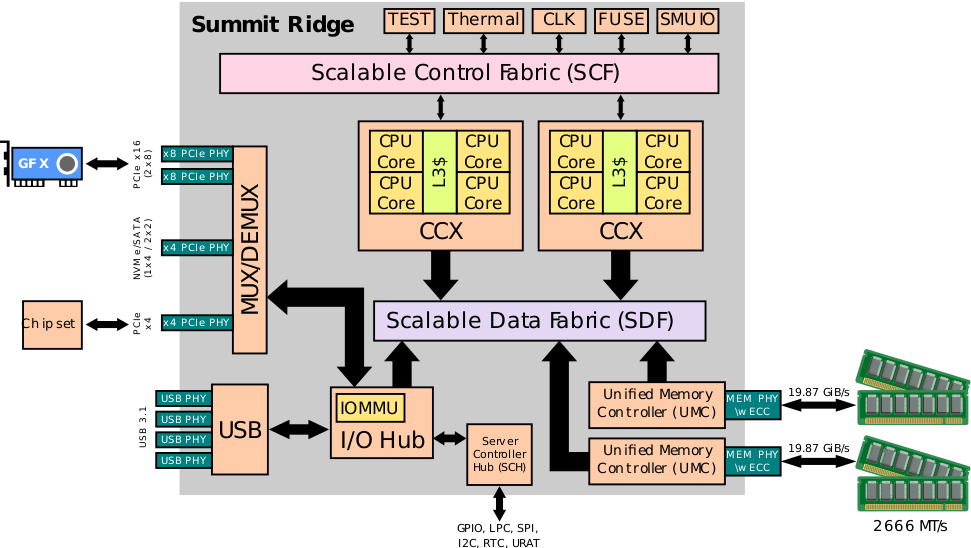 Summit Ridge
TEST
Thermal
CLK
FUSE
SMUIO
Scalable Control Fabric (SCF)
CPU
Core
CPU
Core
L3$
CPU
Core
CPU
Core
CCX
CPU
Core
CPU
Core
L3$
CPU
Core
CPU
Core
CCX
GFX
PCIe x16
(2x8)
x8 PCIe PHY
x8 PCIe PHY
NVMe/SATA
(1x4 / 2x2)
x4 PCIe PHY
Chipset
PCIe
x4
x4 PCIe PHY
MUX/DEMUX
Scalable Data Fabric (SDF)
USB 3.1
USB PHY
USB PHY
USB PHY
USB PHY
USB
IOMMU
I/O Hub
Server
Controller
Hub (SCH)
GPIO, LPC, SPI,
I2C, RTC, URAT
Unified Memory
Controller (UMC)
MEM PHY
\w ECC
19.87 GiB/s
Unified Memory
Controller (UMC)
MEM PHY
\w ECC
19.87 GiB/s
2666 MT/s